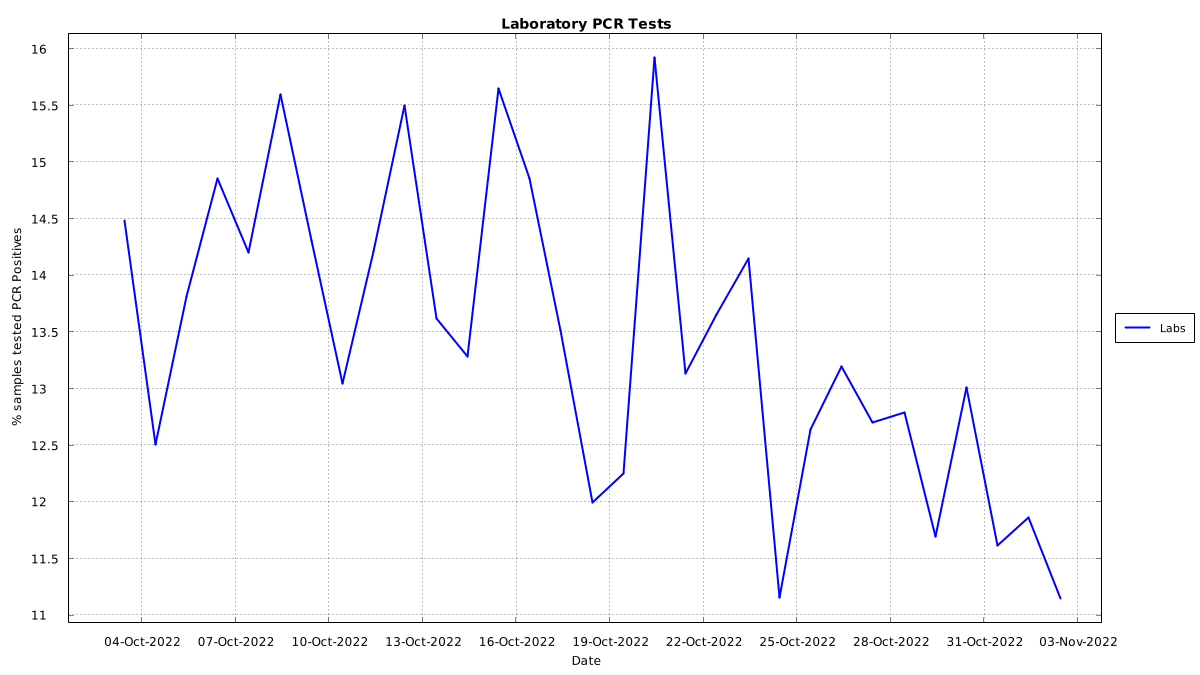 Laboratory PCR Tests
% samples tested PCR Positives
16
15.5
15
14.5
14
13.5
13
12.5
12
11.5
11
Labs
04-Oct-2022 07-Oct-2022 10-Oct-2022 13-Oct-2022 16-Oct-2022 19-Oct-2022 22-Oct-2022 25-Oct-2022 28-Oct-2022 31-Oct-2022 03-Nov-2022
Date